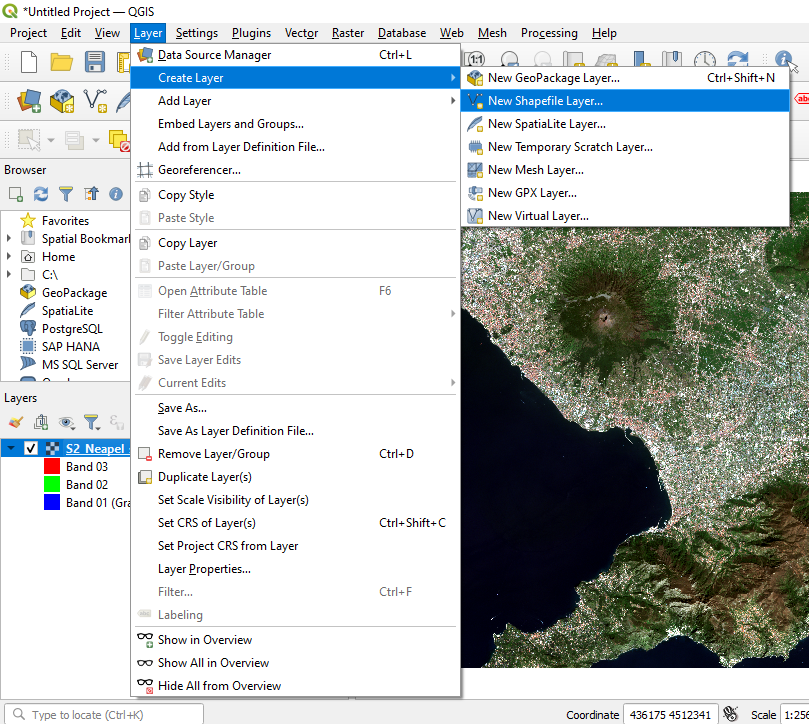 *Untitled Project — QGIS
Project Edit View Layer Settings Plugins Vector Raster Database Web Mesh Processing Help
Data Source Manager Ctrl+L
Create Layer
Add Layer
Embed Layers and Groups...
Add from Layer Definition File...
Georeferencer...
Copy Style
Paste Style
Copy Layer
Paste Layer/Group
Open Attribute Table F6
Filter Attribute Table
Toggle Editing
Save Layer Edits
Current Edits
Save As...
Save As Layer Definition File...
Remove Layer/Group Ctrl+D
Duplicate Layer(s)
Set Scale Visibility of Layer(s)
Set CRS of Layer(s) Ctrl+Shift+C
Set Project CRS from Layer
Layer Properties...
Filter... Ctrl+F
Labeling
Show in Overview
Show All in Overview
Hide All from Overview
New GeoPackage Layer... Ctrl+Shift+N
New Shapefile Layer...
New SpatiaLite Layer...
New Temporary Scratch Layer...
New Mesh Layer...
New GPX Layer...
New Virtual Layer...
1:1
Browser
Favorites
Spatial Bookmar
Home
C:\
GeoPackage
SpatiaLite
PostgreSQL
SAP HANA
MS SQL Server
Layers
S2_Neapel
Band 03
Band 02
Band 01 (Gra
Type to locate (Ctrl+K)
Coordinate 436175 4512341
Scale 1:256